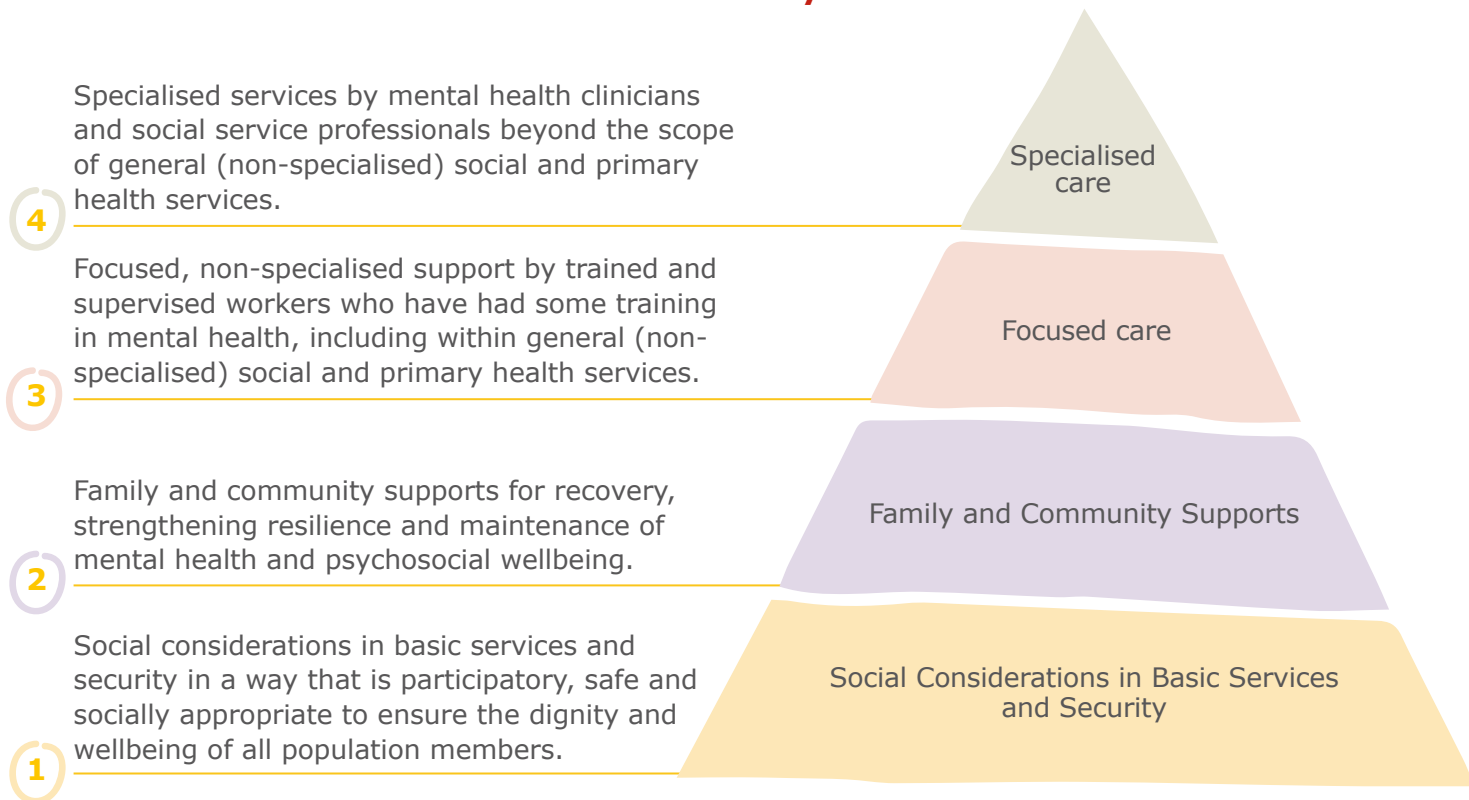 Specialised services by mental health clinicians
and social service professionals beyond the scope
of general (non-specialised) social and primary
health services.
4
Specialised
care
Focused, non-specialised support by trained and
supervised workers who have had some training
in mental health, including within general (non-
specialised) social and primary health services.
3
Focused care
Family and community supports for recovery,
strengthening resilience and maintenance of
mental health and psychosocial wellbeing.
2
Family and Community Supports
Social considerations in basic services and
security in a way that is participatory, safe and
socially appropriate to ensure the dignity and
wellbeing of all population members.
1
Social Considerations in Basic Services
and Security